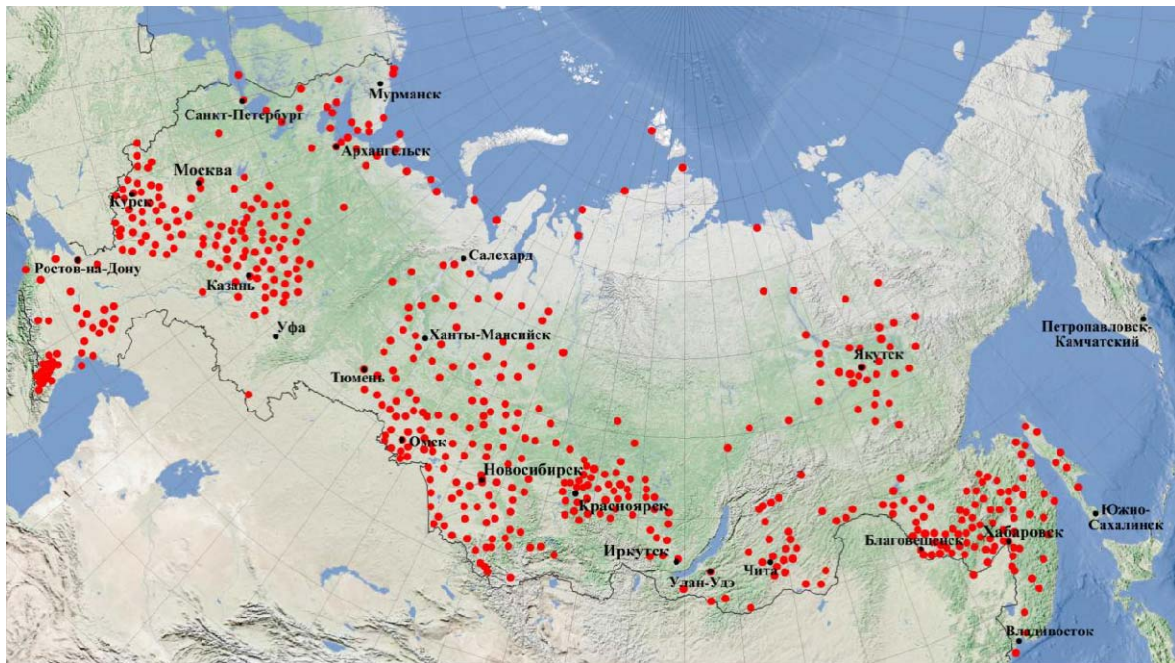 Мурманск
Санкт-Петербург
Архангельск
Москва
Курск
Салехард
Ростов-на-Дону
Казань
Уфа
Ханты-Мансийск
Петропавловск-
Камчатский
Якутск
Тюмень
Омск
Новосибирск
Красноярск
Южно-
Сахалинск
Хабаровск
Благовещенск
Иркутск
Чита
Улан-Удэ
Владивосток